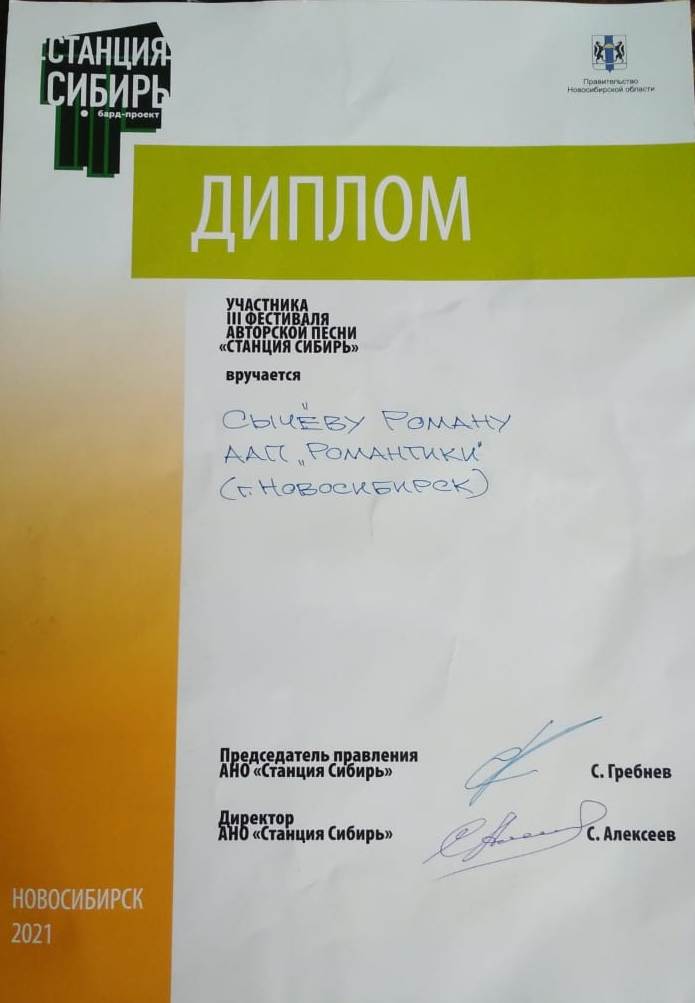 СТАНЦИЯ
СИБИРЬ
бард-проект
Правительство
Новосибирской области
ДИПЛОМ
УЧАСТНИКА
III ФЕСТИВАЛЯ
АВТОРСКОЙ ПЕСНИ
«СТАНЦИЯ СИБИРЬ»
вручается
СЫЧЁВУ РОМАНУ
ААП „РОМАНТИКИ"
(г. НОВОСИБИРСК)
Председатель правления
АНО «Станция Сибирь»
С. Гребнев
Директор
АНО «Станция Сибирь»
С. Алексеев
НОВОСИБИРСК
2021